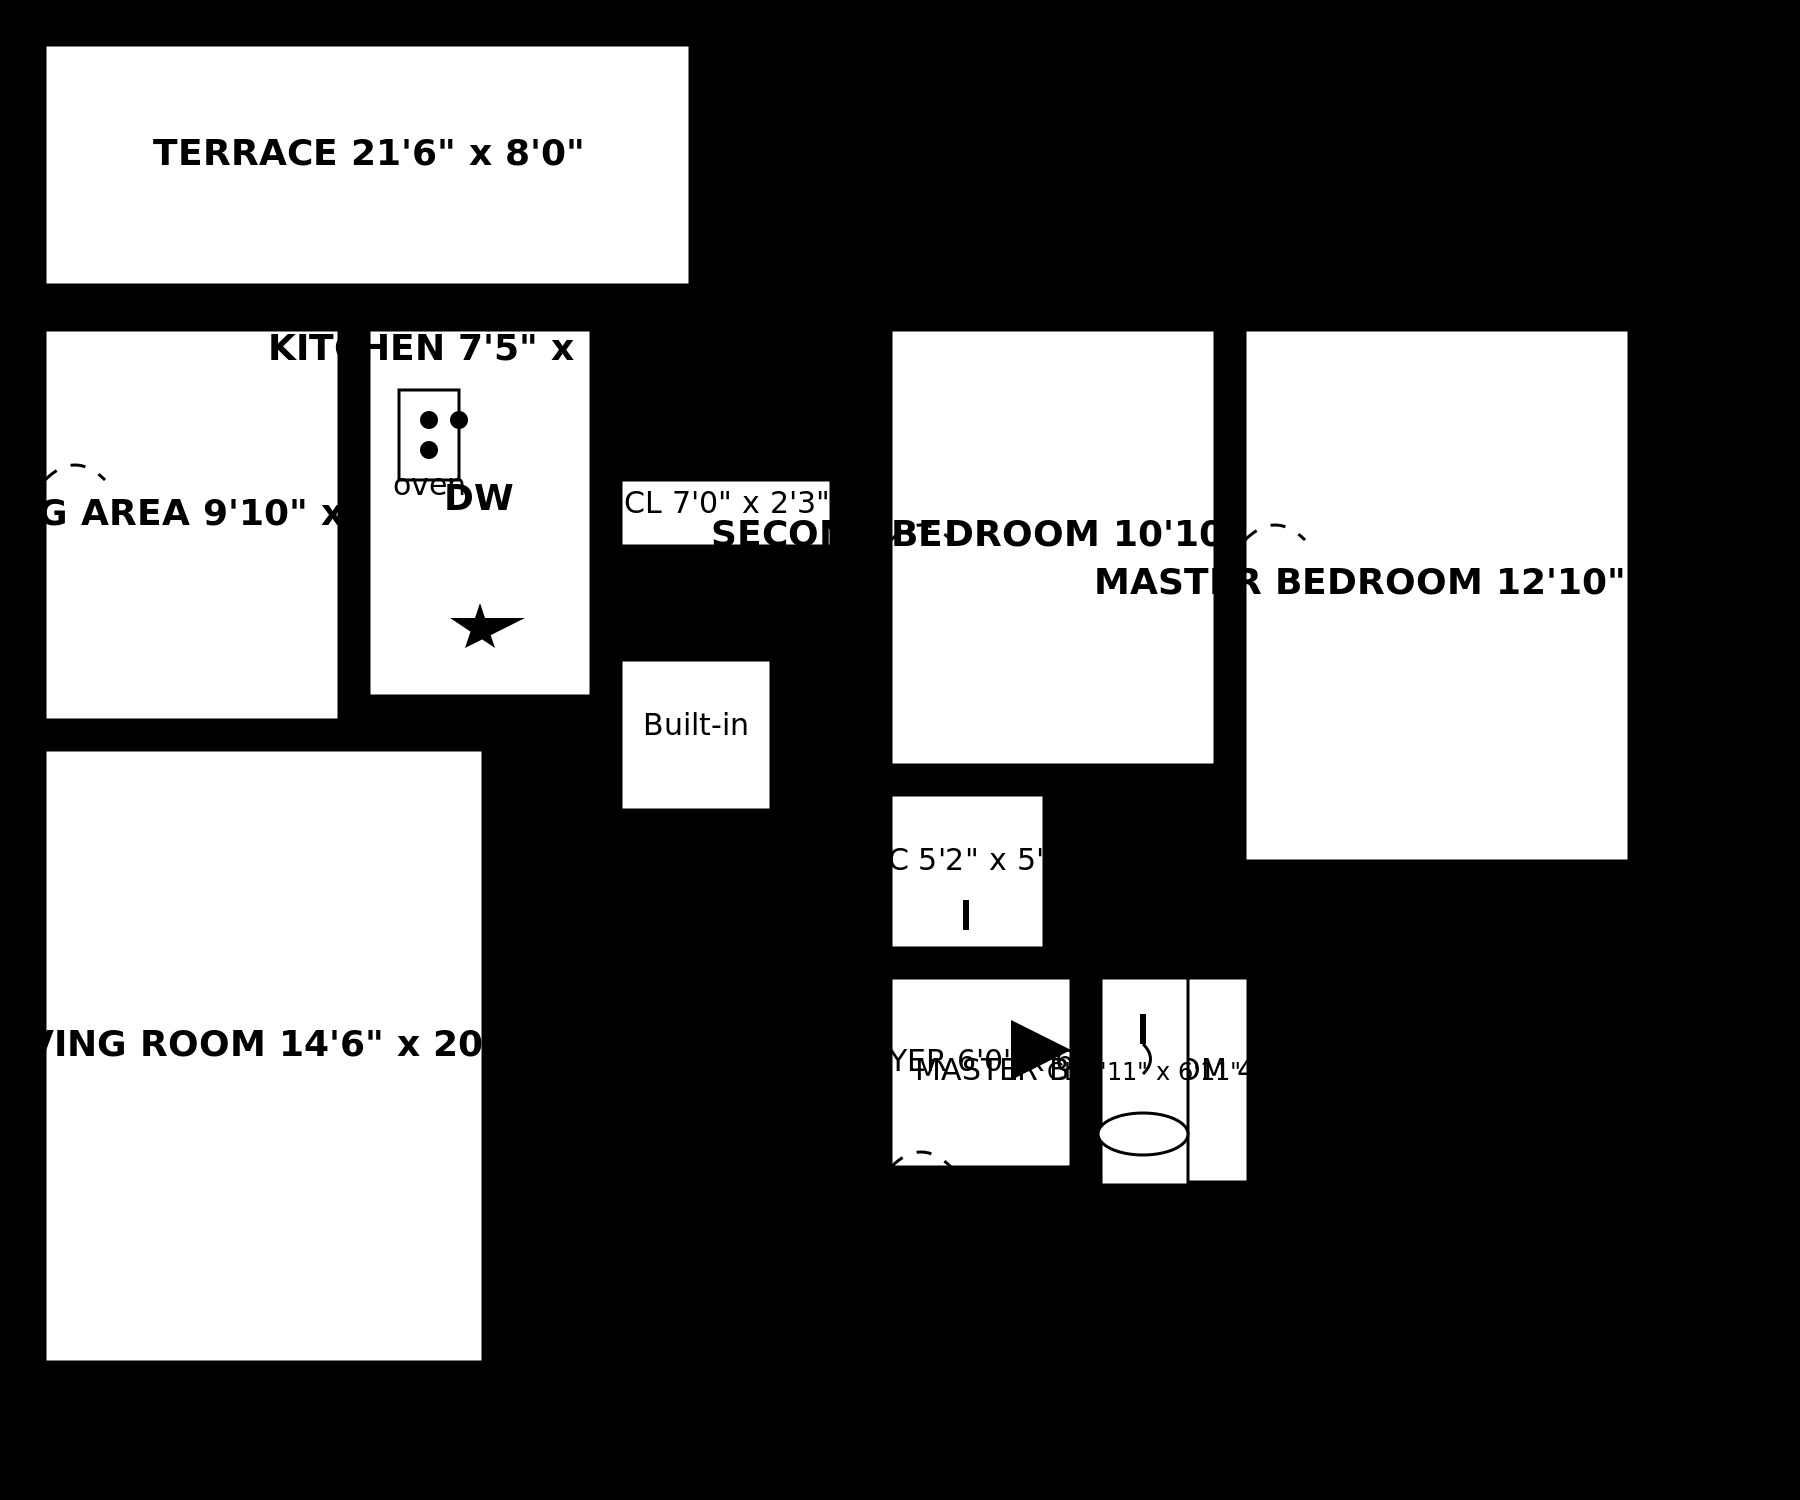 TERRACE 21'6" x 8'0"
KITCHEN 7'5" x
oven
DW
CL 7'0" x 2'3"
G AREA 9'10" x
SECOND BEDROOM 10'10
MASTER BEDROOM 12'10"
Built-in
C 5'2" x 5'
VING ROOM 14'6" x 20
YER 6'0"
MASTER B
'11" x 6'11"
OM 4